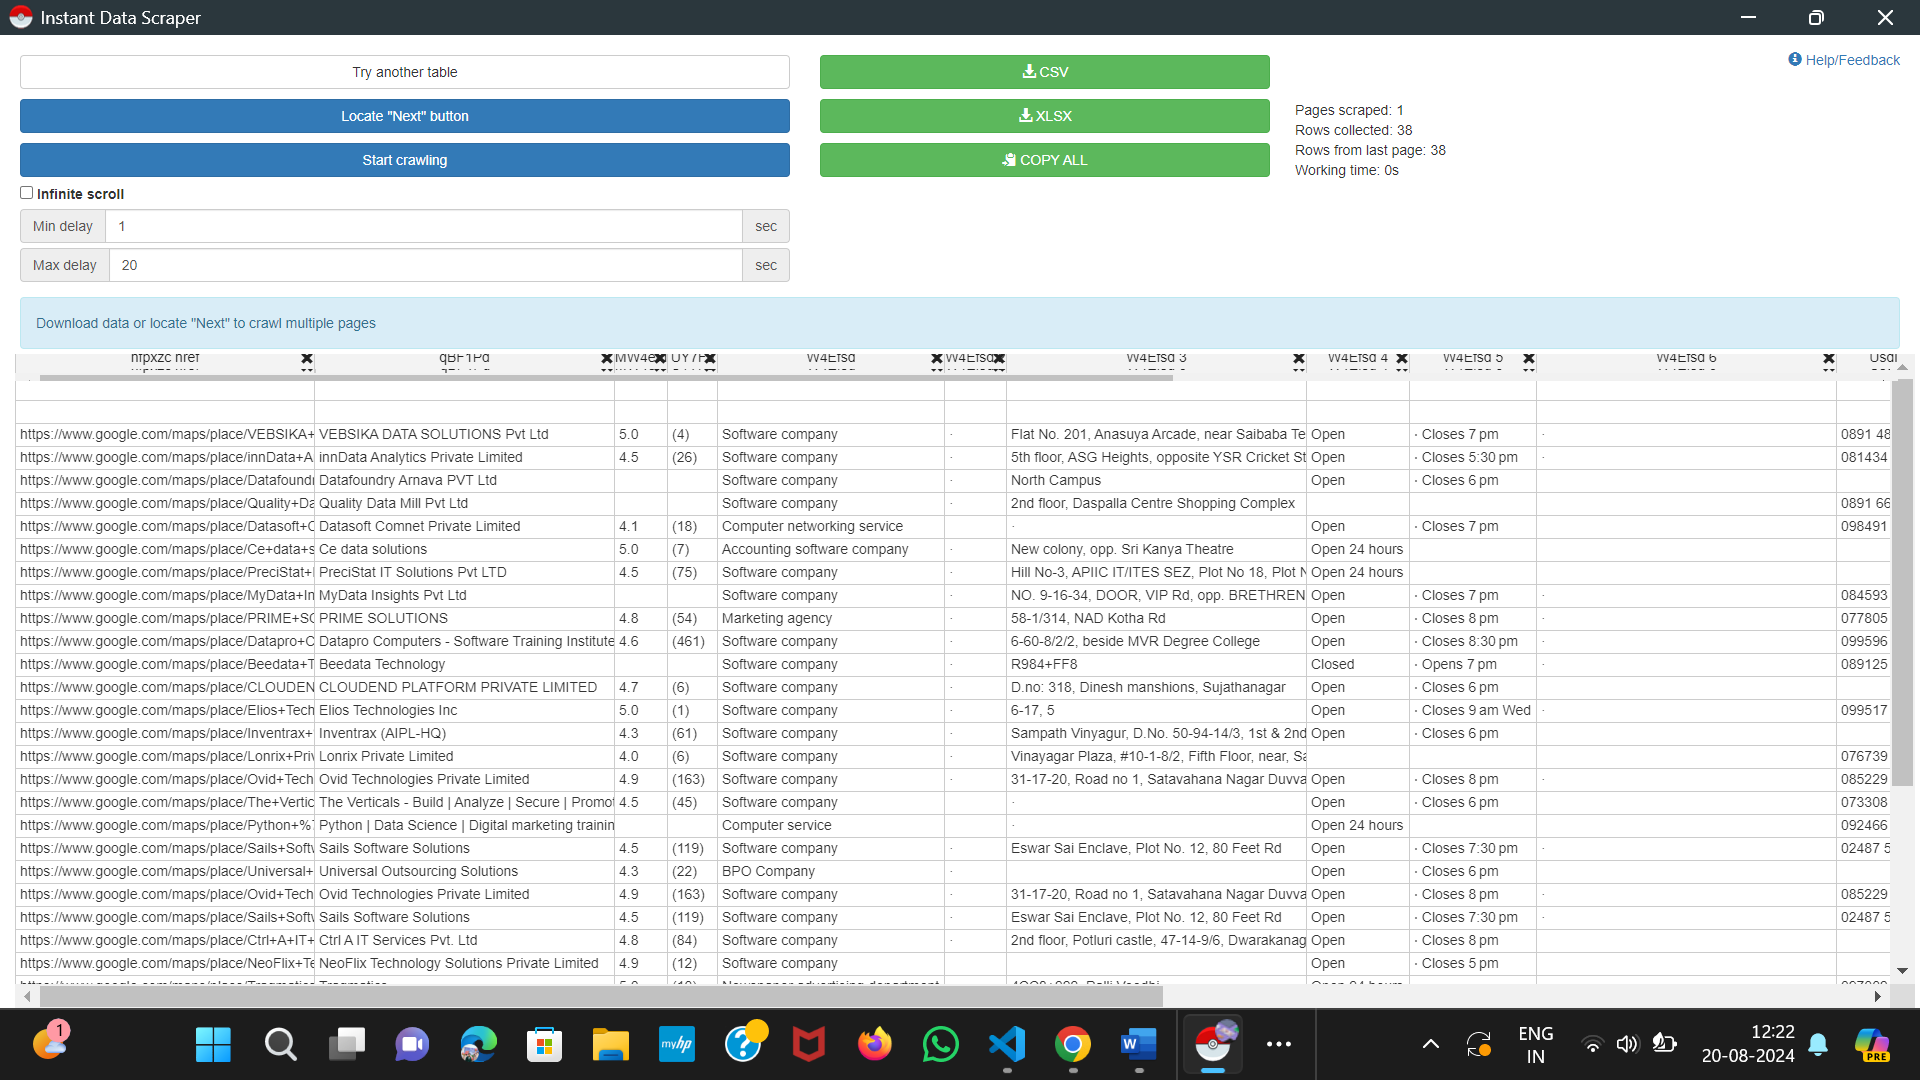 Instant Data Scraper
Try another table
CSV
Help/Feedback
Locate "Next" button
XLSX
Pages scraped: 1
Rows collected: 38
Rows from last page: 38
Working time: 0s
Start crawling
COPY ALL
Infinite scroll
Min delay 1 sec
Max delay 20 sec
Download data or locate "Next" to crawl multiple pages
hfpxzc href qBF1Pd W4Efsd W4Efsd 3 W4Efsd 4 W4Efsd 5 W4Efsd 6
https://www.google.com/maps/place/VEBSIKA+ VEBSIKA DATA SOLUTIONS Pvt Ltd 5.0 (4) Software company · Flat No. 201, Anasuya Arcade, near Saibaba Te Open · Closes 7 pm · 0891 48
https://www.google.com/maps/place/innData+A innData Analytics Private Limited 4.5 (26) Software company · 5th floor, ASG Heights, opposite YSR Cricket St Open · Closes 5:30 pm · 081434
https://www.google.com/maps/place/Datafoundr Datafoundry Arnava PVT Ltd Software company · North Campus Open · Closes 6 pm
https://www.google.com/maps/place/Quality+Da Quality Data Mill Pvt Ltd Software company · 2nd floor, Daspalla Centre Shopping Complex 0891 66
https://www.google.com/maps/place/Datasoft+C Datasoft Comnet Private Limited 4.1 (18) Computer networking service · Open · Closes 7 pm 098491
https://www.google.com/maps/place/Ce+data+s Ce data solutions 5.0 (7) Accounting software company · New colony, opp. Sri Kanya Theatre Open 24 hours
https://www.google.com/maps/place/PreciStat+ PreciStat IT Solutions Pvt LTD 4.5 (75) Software company · Hill No-3, APIIC IT/ITES SEZ, Plot No 18, Plot N Open 24 hours
https://www.google.com/maps/place/MyData+In MyData Insights Pvt Ltd Software company · NO. 9-16-34, DOOR, VIP Rd, opp. BRETHREN Open · Closes 7 pm · 084593
https://www.google.com/maps/place/PRIME+SO PRIME SOLUTIONS 4.8 (54) Marketing agency · 58-1/314, NAD Kotha Rd Open · Closes 8 pm · 077805
https://www.google.com/maps/place/Datapro+C Datapro Computers - Software Training Institute 4.6 (461) Software company · 6-60-8/2/2, beside MVR Degree College Open · Closes 8:30 pm · 099596
https://www.google.com/maps/place/Beedata+T Beedata Technology Software company · R984+FF8 Closed · Opens 7 pm · 089125
https://www.google.com/maps/place/CLOUDEN CLOUDEND PLATFORM PRIVATE LIMITED 4.7 (6) Software company · D.no: 318, Dinesh manshions, Sujathanagar Open · Closes 6 pm
https://www.google.com/maps/place/Elios+Tech Elios Technologies Inc 5.0 (1) Software company · 6-17, 5 Open · Closes 9 am Wed · 099517
https://www.google.com/maps/place/Inventrax+ Inventrax (AIPL-HQ) 4.3 (61) Software company · Sampath Vinyagur, D.No. 50-94-14/3, 1st & 2nd Open · Closes 6 pm
https://www.google.com/maps/place/Lonrix+Priv Lonrix Private Limited 4.0 (6) Software company · Vinayagar Plaza, #10-1-8/2, Fifth Floor, near, Sa 076739
https://www.google.com/maps/place/Ovid+Tech Ovid Technologies Private Limited 4.9 (163) Software company · 31-17-20, Road no 1, Satavahana Nagar Duvva Open · Closes 8 pm · 085229
https://www.google.com/maps/place/The+Vertic The Verticals - Build | Analyze | Secure | Promo 4.5 (45) Software company · Open · Closes 6 pm 073308
https://www.google.com/maps/place/Python+%7 Python | Data Science | Digital marketing trainin Computer service · Open 24 hours 092466
https://www.google.com/maps/place/Sails+Softw Sails Software Solutions 4.5 (119) Software company · Eswar Sai Enclave, Plot No. 12, 80 Feet Rd Open · Closes 7:30 pm · 02487 5
https://www.google.com/maps/place/Universal+ Universal Outsourcing Solutions 4.3 (22) BPO Company · Open · Closes 6 pm
https://www.google.com/maps/place/Ovid+Tech Ovid Technologies Private Limited 4.9 (163) Software company · 31-17-20, Road no 1, Satavahana Nagar Duvva Open · Closes 8 pm · 085229
https://www.google.com/maps/place/Sails+Softw Sails Software Solutions 4.5 (119) Software company · Eswar Sai Enclave, Plot No. 12, 80 Feet Rd Open · Closes 7:30 pm · 02487 5
https://www.google.com/maps/place/Ctrl+A+IT+ Ctrl A IT Services Pvt. Ltd 4.8 (84) Software company · 2nd floor, Potluri castle, 47-14-9/6, Dwarakanag Open · Closes 8 pm
https://www.google.com/maps/place/NeoFlix+Te NeoFlix Technology Solutions Private Limited 4.9 (12) Software company Open · Closes 5 pm
1
myhp
PRE
ENG
IN
12:22
20-08-2024